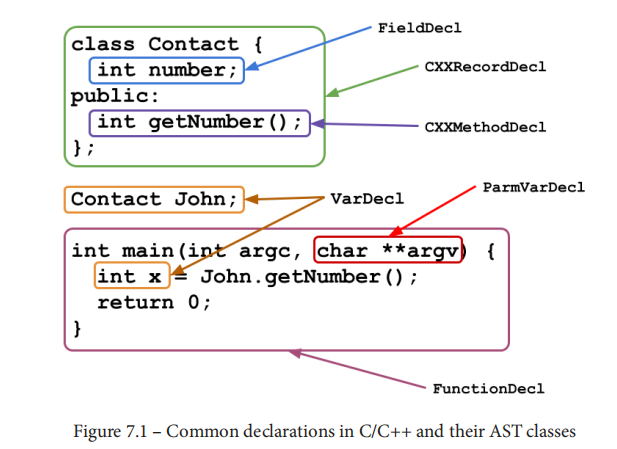 FieldDecl
class Contact {
int number;
CXXRecordDecl
public:
int getNumber();
CXXMethodDecl
};
Contact John;
VarDecl
ParmVarDecl
int main(int argc, char **argv) {
int x = John.getNumber();
return 0;
}
FunctionDecl
Figure 7.1 – Common declarations in C/C++ and their AST classes